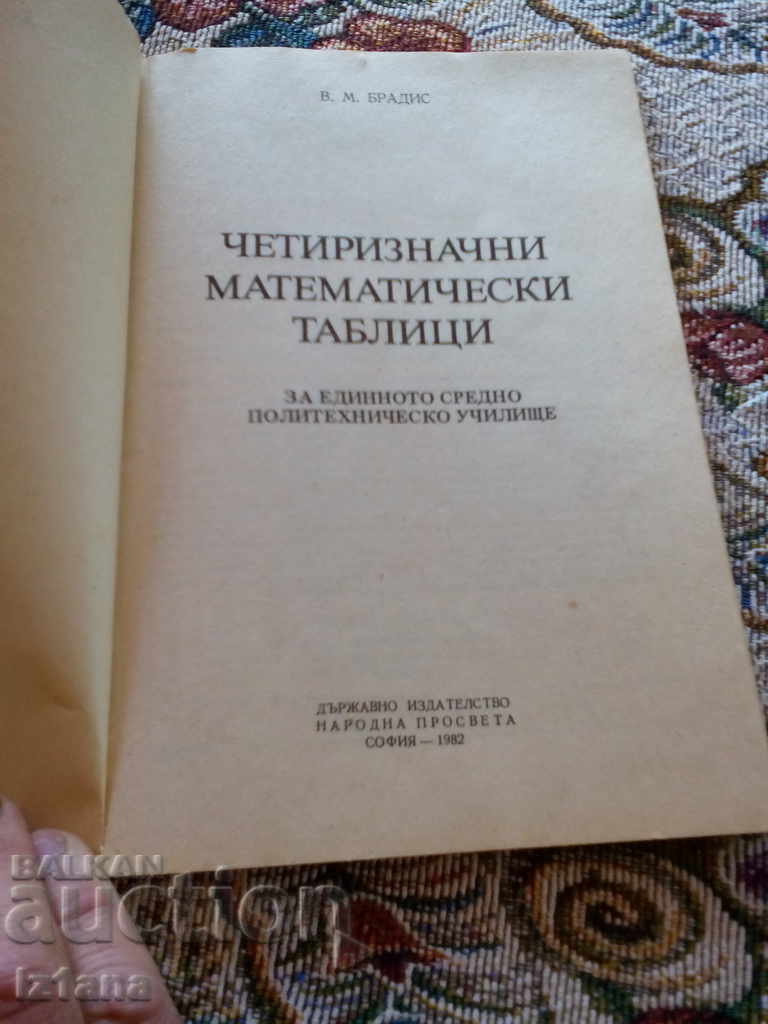 В. М. БРАДИС
ЧЕТИРИЗНАЧНИ
МАТЕМАТИЧЕСКИ
ТАБЛИЦИ
ЗА ЕДИННОТО СРЕДНО
ПОЛИТЕХНИЧЕСКО УЧИЛИЩЕ
ДЪРЖАВНО ИЗДАТЕЛСТВО
НАРОДНА ПРОСВЕТА
СОФИЯ — 1982
BALKAN
auction
iz1ana